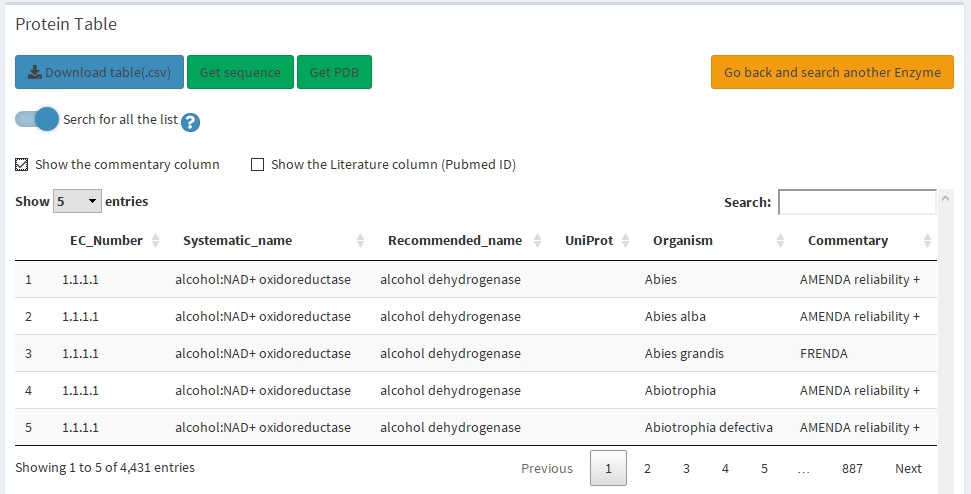 Protein Table
Download table(.csv) Get sequence Get PDB Go back and search another Enzyme
Serch for all the list ?
Show the commentary column Show the Literature column (Pubmed ID)
Show 5 entries Search:
EC_Number Systematic_name Recommended_name UniProt Organism Commentary
1 1.1.1.1 alcohol:NAD+ oxidoreductase alcohol dehydrogenase Abies AMENDA reliability +
2 1.1.1.1 alcohol:NAD+ oxidoreductase alcohol dehydrogenase Abies alba AMENDA reliability +
3 1.1.1.1 alcohol:NAD+ oxidoreductase alcohol dehydrogenase Abies grandis FRENDA
4 1.1.1.1 alcohol:NAD+ oxidoreductase alcohol dehydrogenase Abiotrophia AMENDA reliability +
5 1.1.1.1 alcohol:NAD+ oxidoreductase alcohol dehydrogenase Abiotrophia defectiva AMENDA reliability +
Showing 1 to 5 of 4,431 entries Previous 1 2 3 4 5 … 887 Next